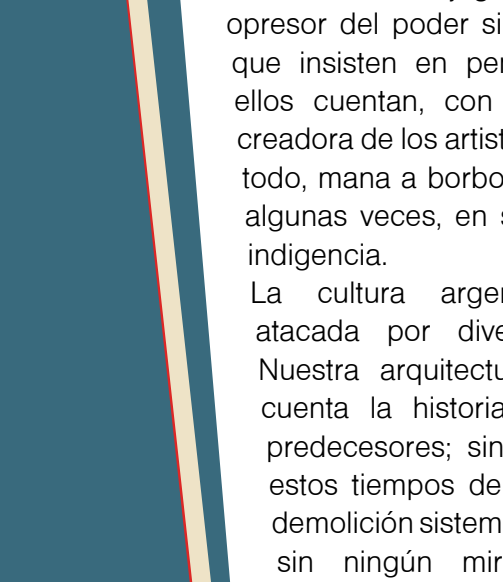 opresor del poder si
que insisten en per
ellos cuentan, con
creadora de los artist
todo, mana a borbo
algunas veces, en s
indigencia.
La cultura arger
atacada por dive
Nuestra arquitectu
cuenta la historia
predecesores; sin
estos tiempos de
demolición sistem
sin ningún mir